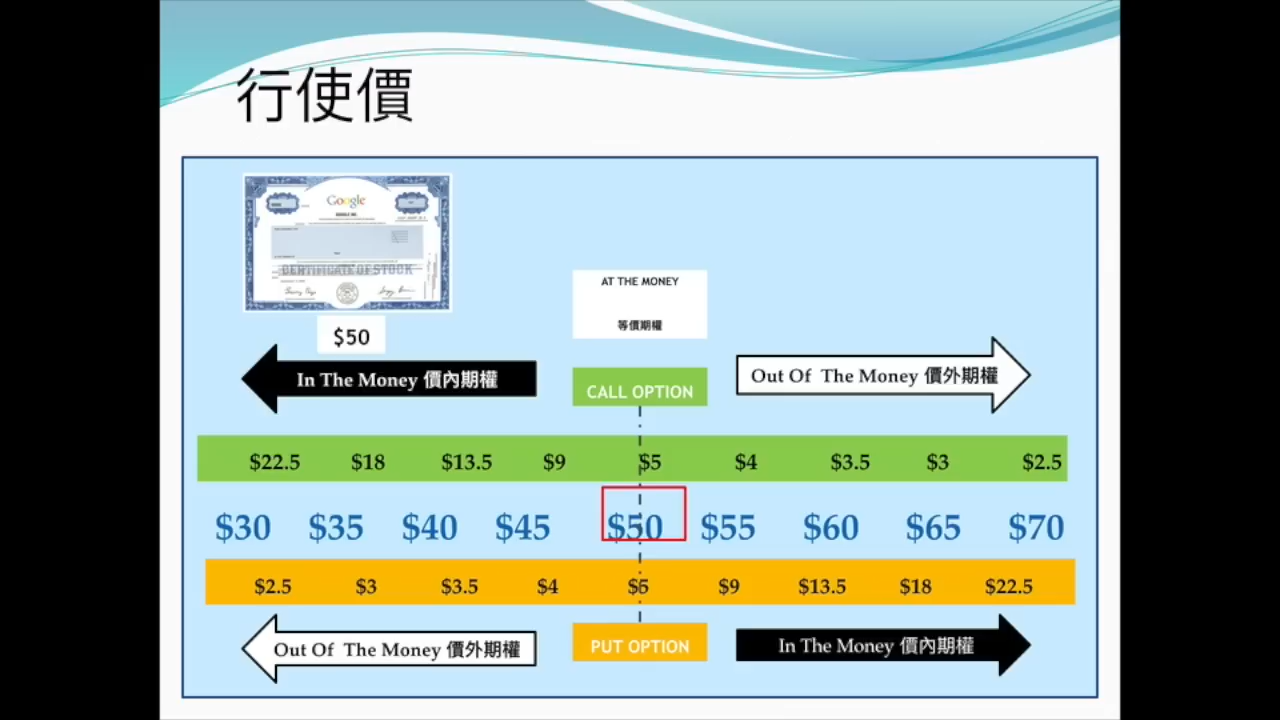 行使價
Google
GOOGLE INC.
CERTIFICATE OF STOCK
$50
AT THE MONEY
等價期權
In The Money 價內期權
CALL OPTION
Out Of The Money 價外期權
$22.5 $18 $13.5 $9 $5 $4 $3.5 $3 $2.5
$30 $35 $40 $45 $50 $55 $60 $65 $70
$2.5 $3 $3.5 $4 $5 $9 $13.5 $18 $22.5
Out Of The Money 價外期權
PUT OPTION
In The Money 價內期權